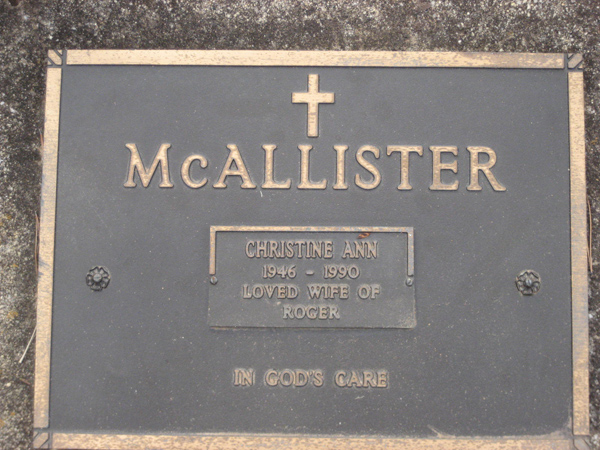 McALLISTER
CHRISTINE ANN
1946 - 1990
LOVED WIFE OF
ROGER
IN GOD'S CARE